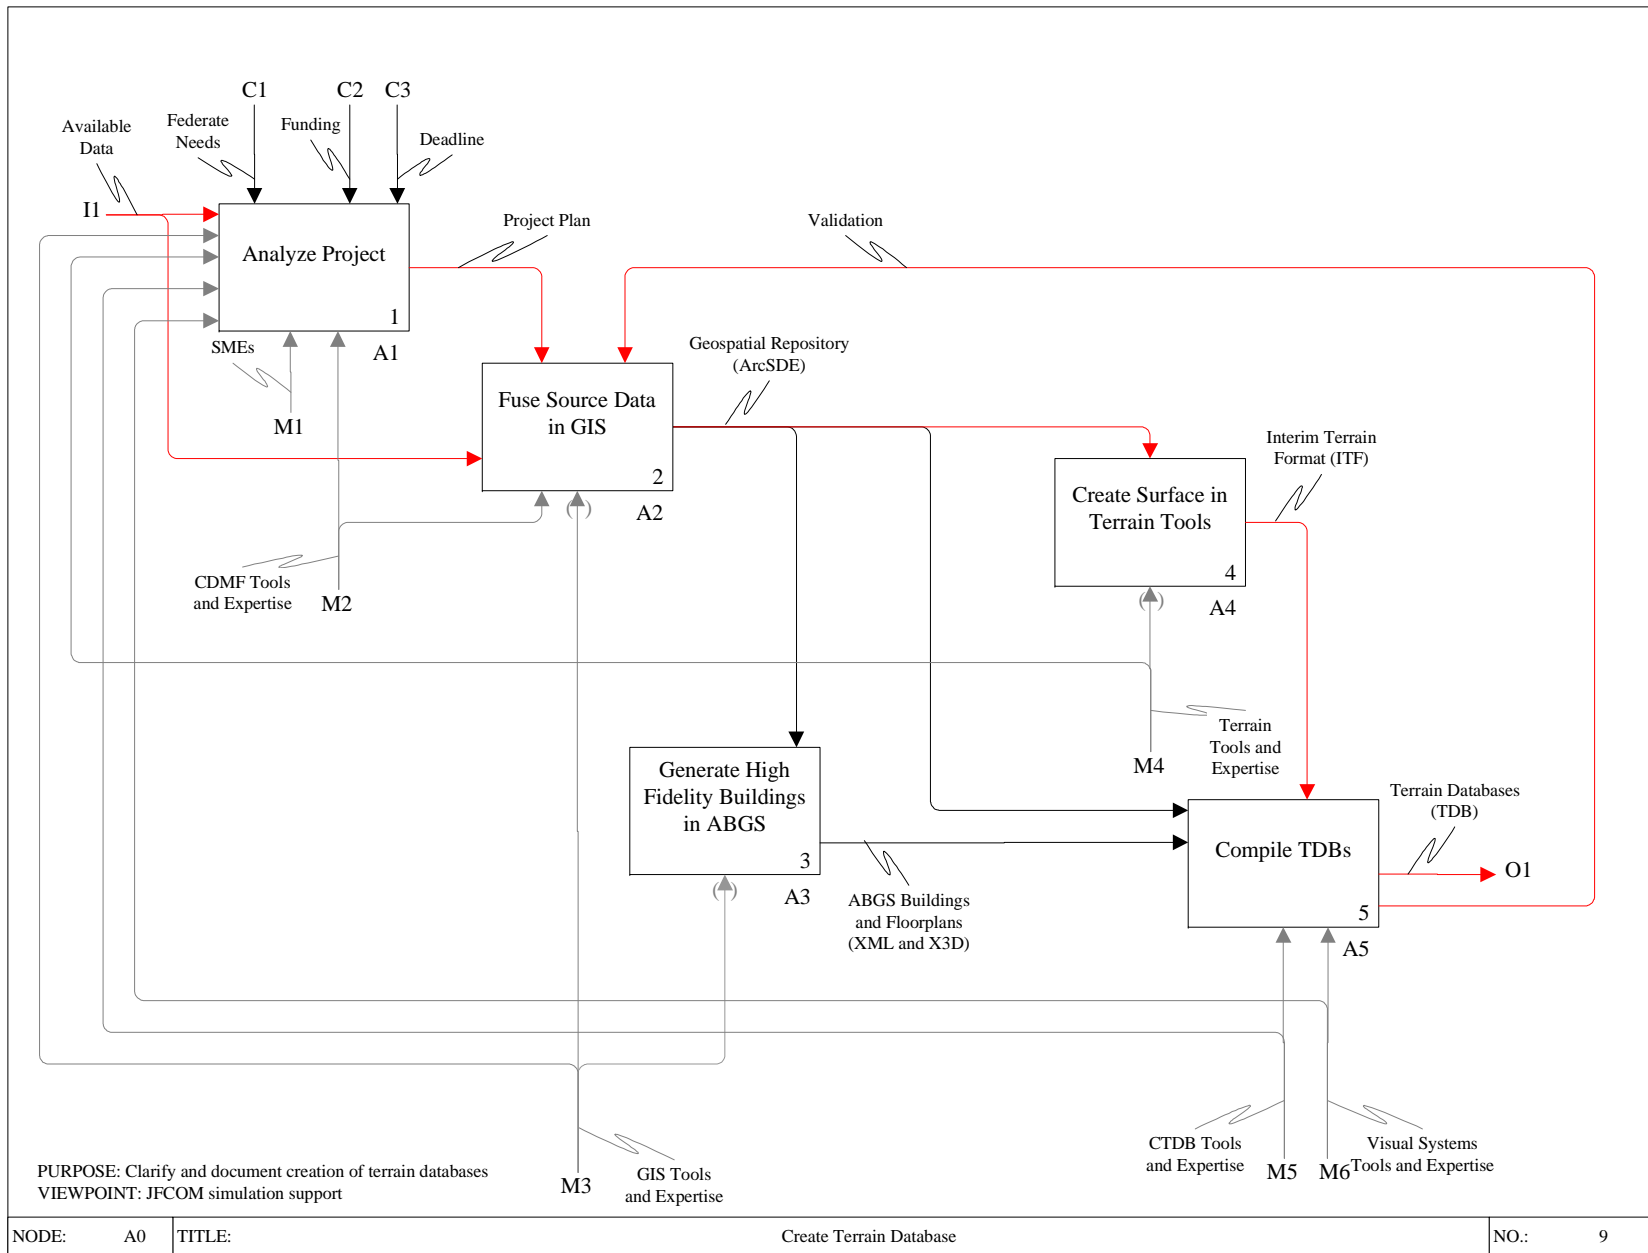 C1
C2
C3
Federate
Needs
Funding
Deadline
Available
Data
I1
Analyze Project
1
A1
Project Plan
Validation
SMEs
M1
Geospatial Repository
(ArcSDE)
Fuse Source Data
in GIS
2
A2
( )
Interim Terrain
Format (ITF)
Create Surface in
Terrain Tools
4
A4
( )
CDMF Tools
and Expertise
M2
Terrain
Tools and
Expertise
M4
Generate High
Fidelity Buildings
in ABGS
3
A3
( )
ABGS Buildings
and Floorplans
(XML and X3D)
Terrain Databases
(TDB)
Compile TDBs
5
A5
O1
CTDB Tools
and Expertise
M5
M6
Visual Systems
Tools and Expertise
M3
GIS Tools
and Expertise
PURPOSE: Clarify and document creation of terrain databases
VIEWPOINT: JFCOM simulation support
NODE: A0 TITLE: Create Terrain Database NO.: 9